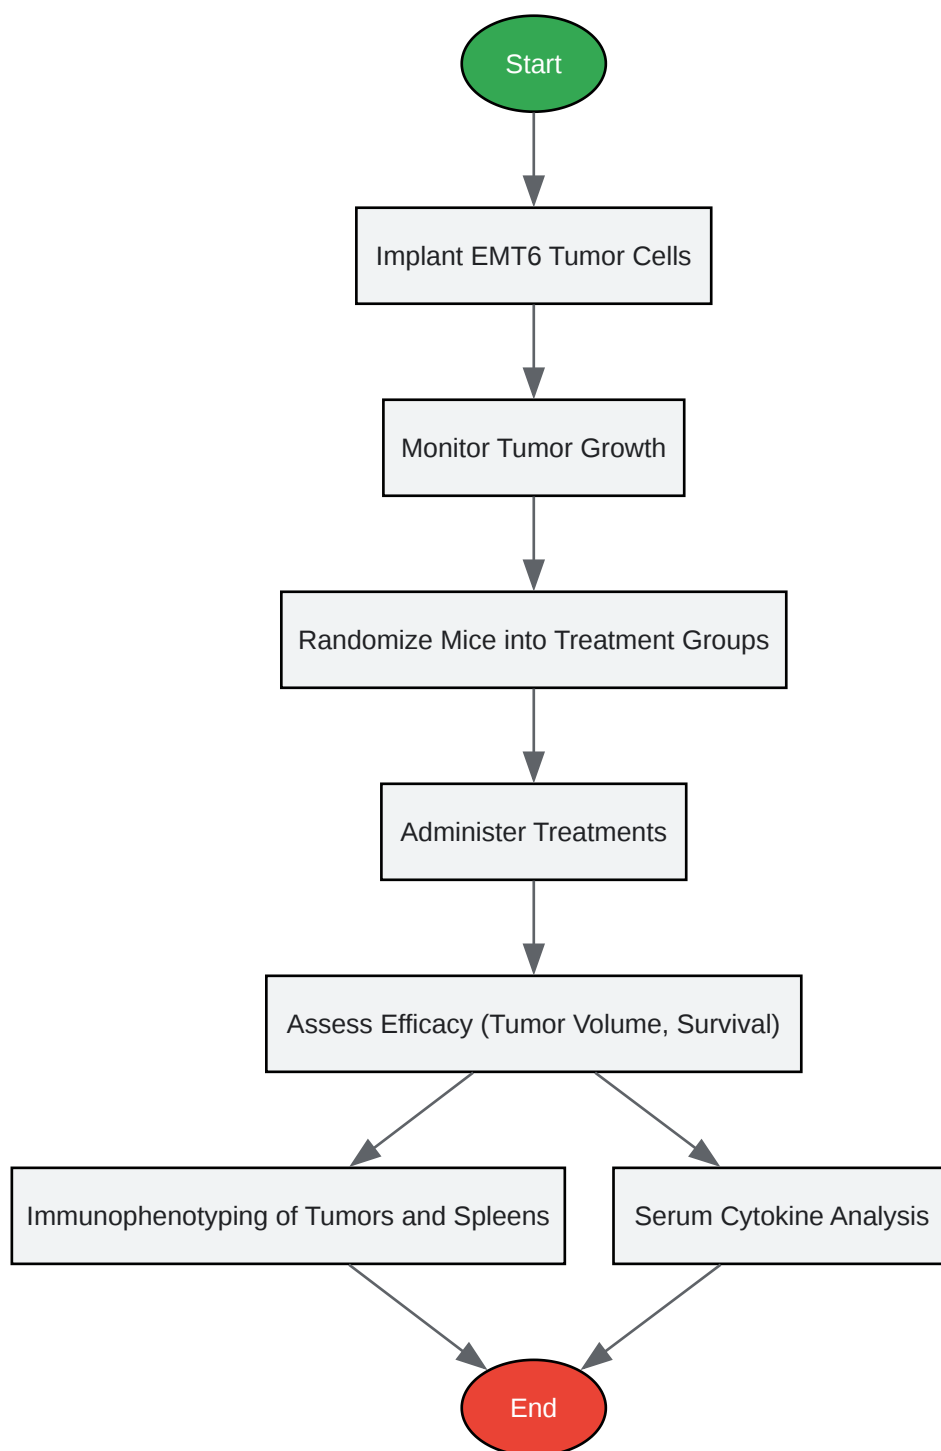 Start
Implant EMT6 Tumor Cells
Monitor Tumor Growth
Randomize Mice into Treatment Groups
Administer Treatments
Assess Efficacy (Tumor Volume, Survival)
Immunophenotyping of Tumors and Spleens
Serum Cytokine Analysis
End